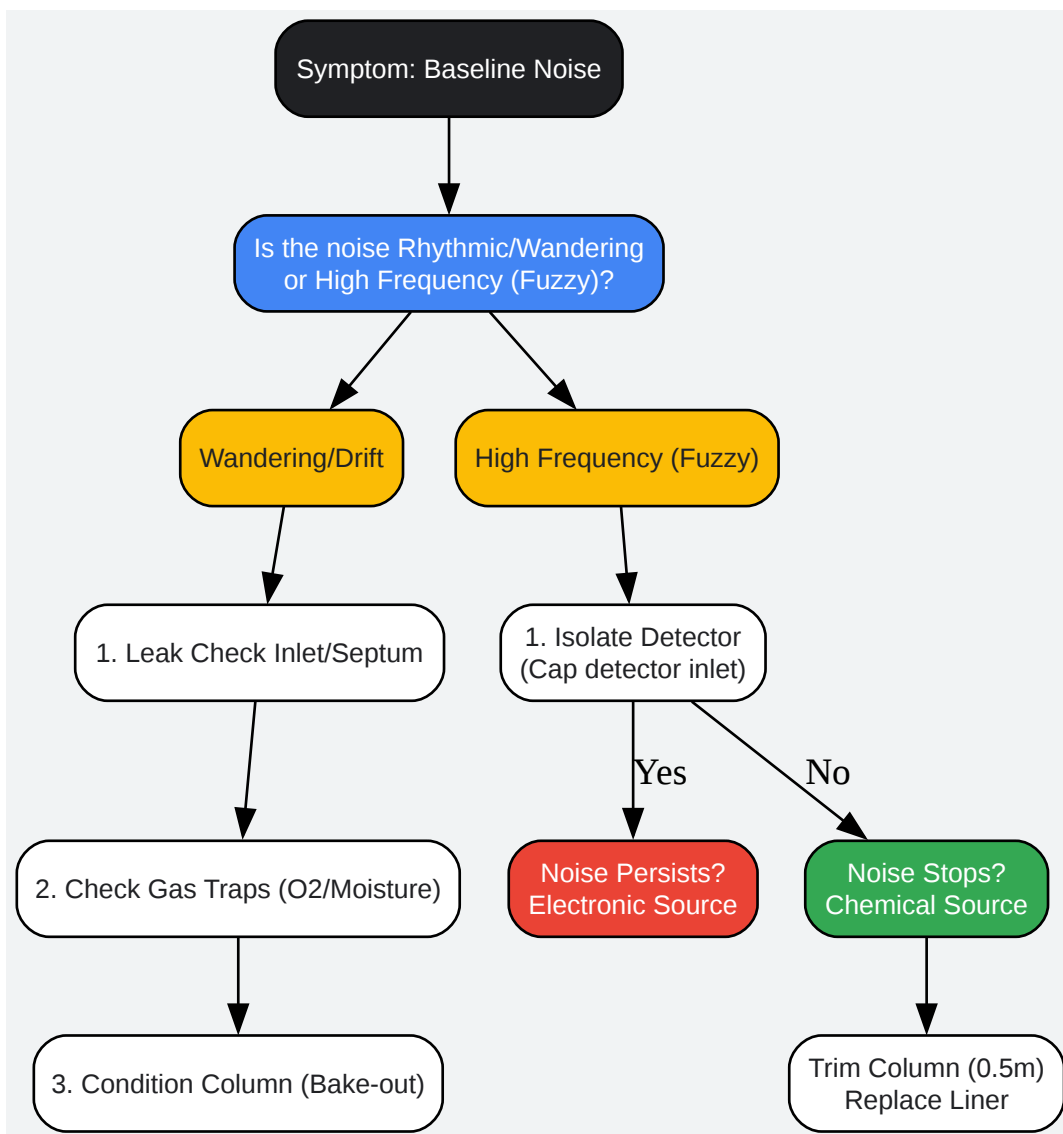 Symptom: Baseline Noise
Is the noise Rhythmic/Wandering
or High Frequency (Fuzzy)?
Wandering/Drift
High Frequency (Fuzzy)
1. Leak Check Inlet/Septum
1. Isolate Detector
(Cap detector inlet)
Yes
No
2. Check Gas Traps (O2/Moisture)
Noise Persists?
Electronic Source
Noise Stops?
Chemical Source
3. Condition Column (Bake-out)
Trim Column (0.5m)
Replace Liner